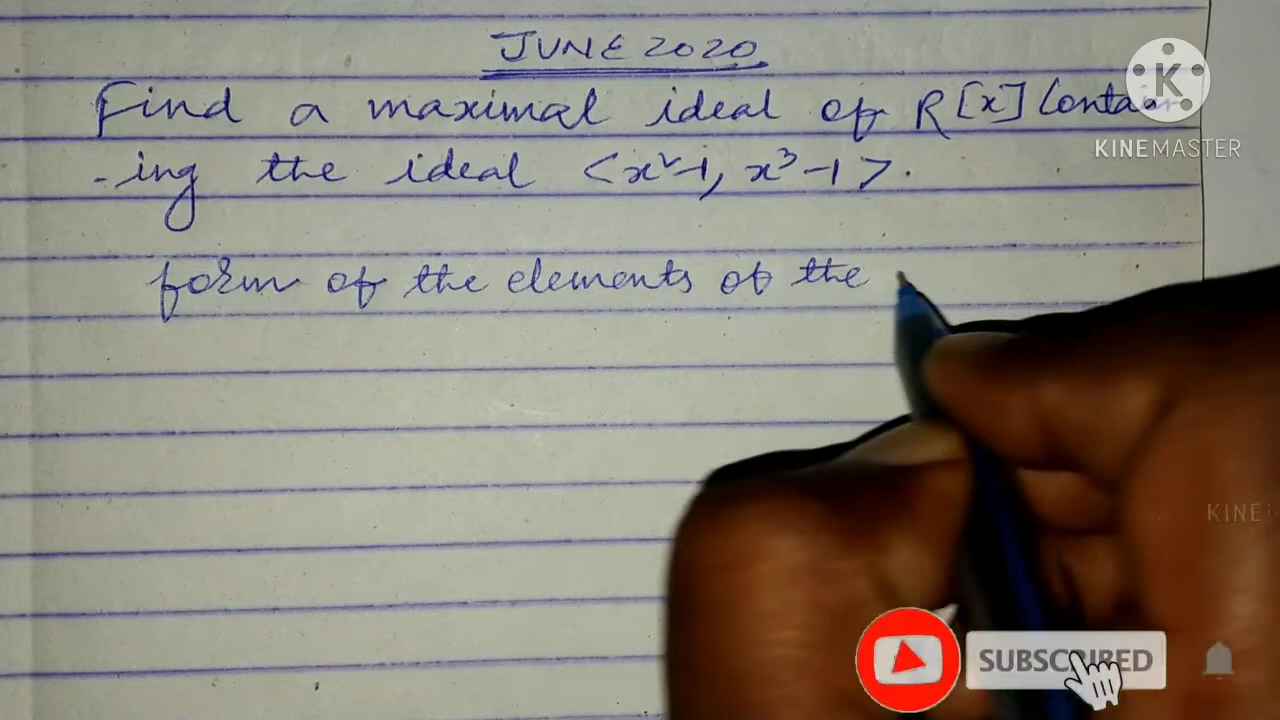 JUNE 2020
Find a maximal ideal of R[x] Contain
-ing the ideal <x²-1, x³-1>.
form of the elements of the
K
KINEMASTER
KINE
SUBSCRIBED